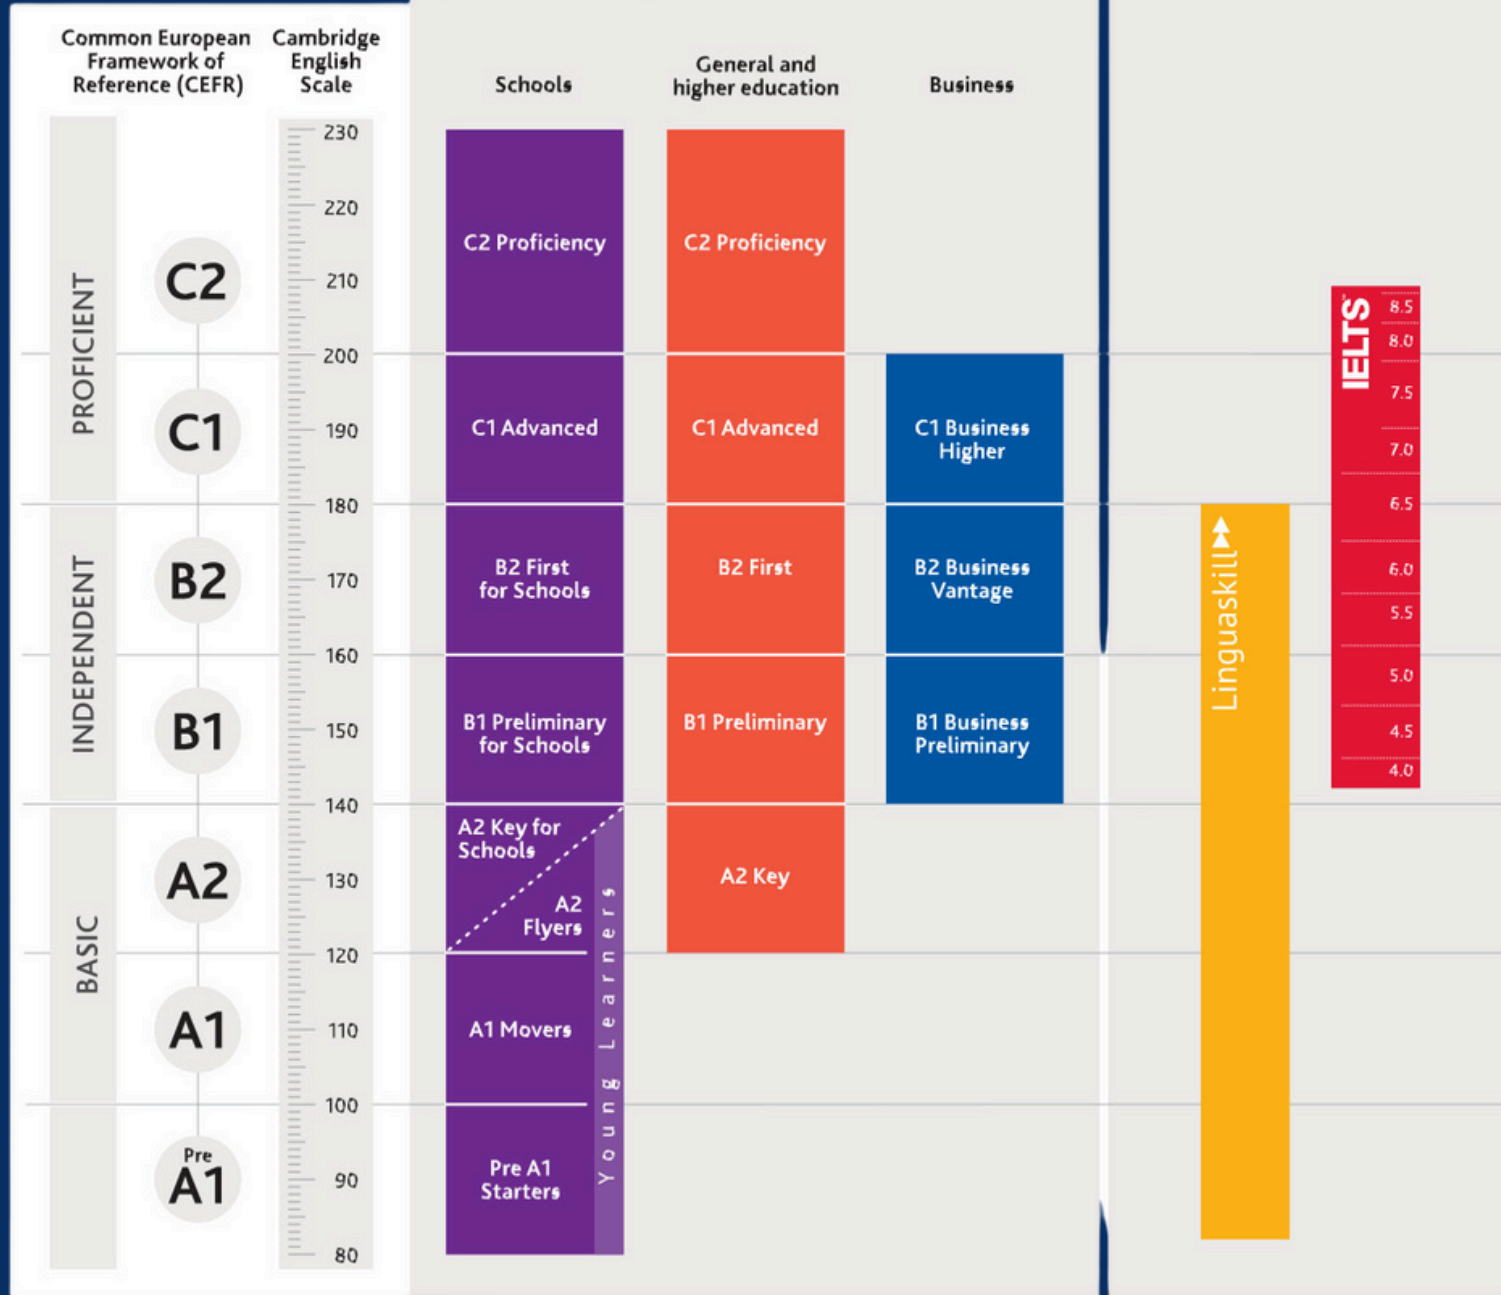 Common European
Framework of
Reference (CEFR)
Cambridge
English
Scale
Schools
General and
higher education
Business
PROFICIENT
INDEPENDENT
BASIC
C2
C1
B2
B1
A2
A1
Pre
A1
230
220
210
200
190
180
170
160
150
140
130
120
110
100
90
80
C2 Proficiency
C1 Advanced
B2 First
for Schools
B1 Preliminary
for Schools
A2 Key for
Schools
A2
Flyers
A1 Movers
Pre A1
Starters
Young Learners
C2 Proficiency
C1 Advanced
B2 First
B1 Preliminary
A2 Key
C1 Business
Higher
B2 Business
Vantage
B1 Business
Preliminary
Linguaskill
IELTS
8.5
8.0
7.5
7.0
6.5
6.0
5.5
5.0
4.5
4.0